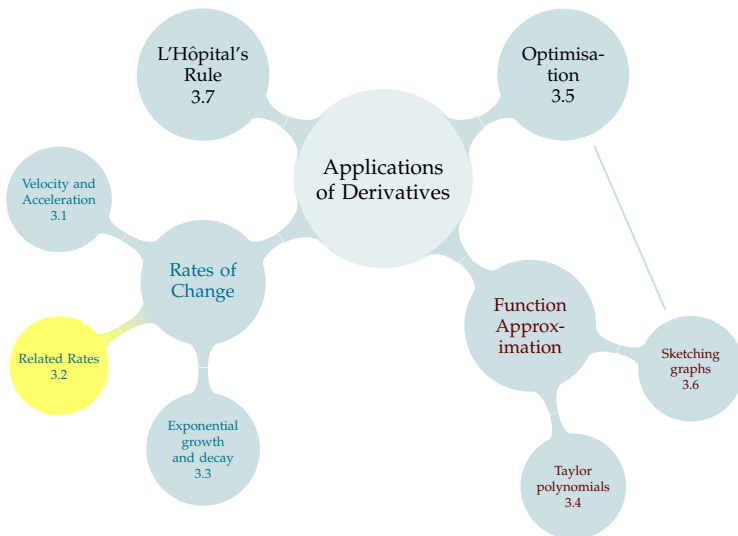 L'Hôpital's
Rule
3.7
Optimisa-
tion
3.5
Applications
of Derivatives
Velocity and
Acceleration
3.1
Rates of
Change
Related Rates
3.2
Exponential
growth
and decay
3.3
Function
Approx-
imation
Sketching
graphs
3.6
Taylor
polynomials
3.4